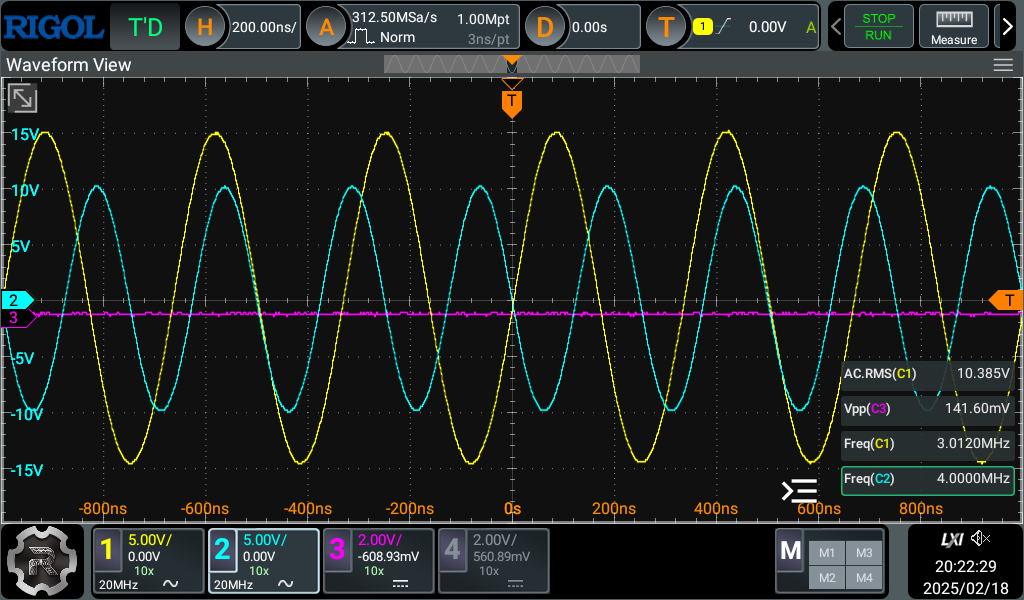 RIGOL T'D H 200.00ns/ A 312.50MSa/s 1.00Mpt D 0.00s T 1 0.00V A STOP
Norm 3ns/pt RUN Measure
Waveform View
T
15V
10V
5V
2 T
3
-5V
-10V
-15V
AC.RMS(C1) 10.385V
Vpp(C3) 141.60mV
Freq(C1) 3.0120MHz
Freq(C2) 4.0000MHz
-800ns -600ns -400ns -200ns 0s 200ns 400ns 600ns 800ns
R
1 5.00V/
0.00V
10x
20MHz
2 5.00V/
0.00V
10x
20MHz
3 2.00V/
-608.93mV
10x
4 2.00V/
560.89mV
10x
M M1 M3
M2 M4
LXI
20:22:29
2025/02/18